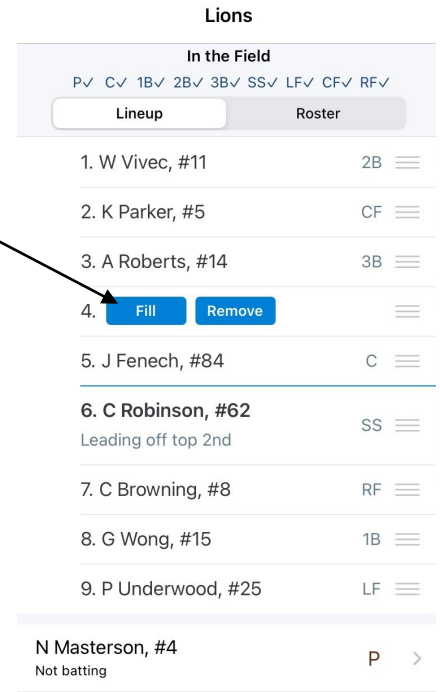 Lions
In the Field
P✓ C✓ 1B✓ 2B✓ 3B✓ SS✓ LF✓ CF✓ RF✓
Lineup Roster
1. W Vivec, #11 2B
2. K Parker, #5 CF
3. A Roberts, #14 3B
4. Fill Remove
5. J Fenech, #84 C
6. C Robinson, #62 SS
Leading off top 2nd
7. C Browning, #8 RF
8. G Wong, #15 1B
9. P Underwood, #25 LF
N Masterson, #4 P
Not batting